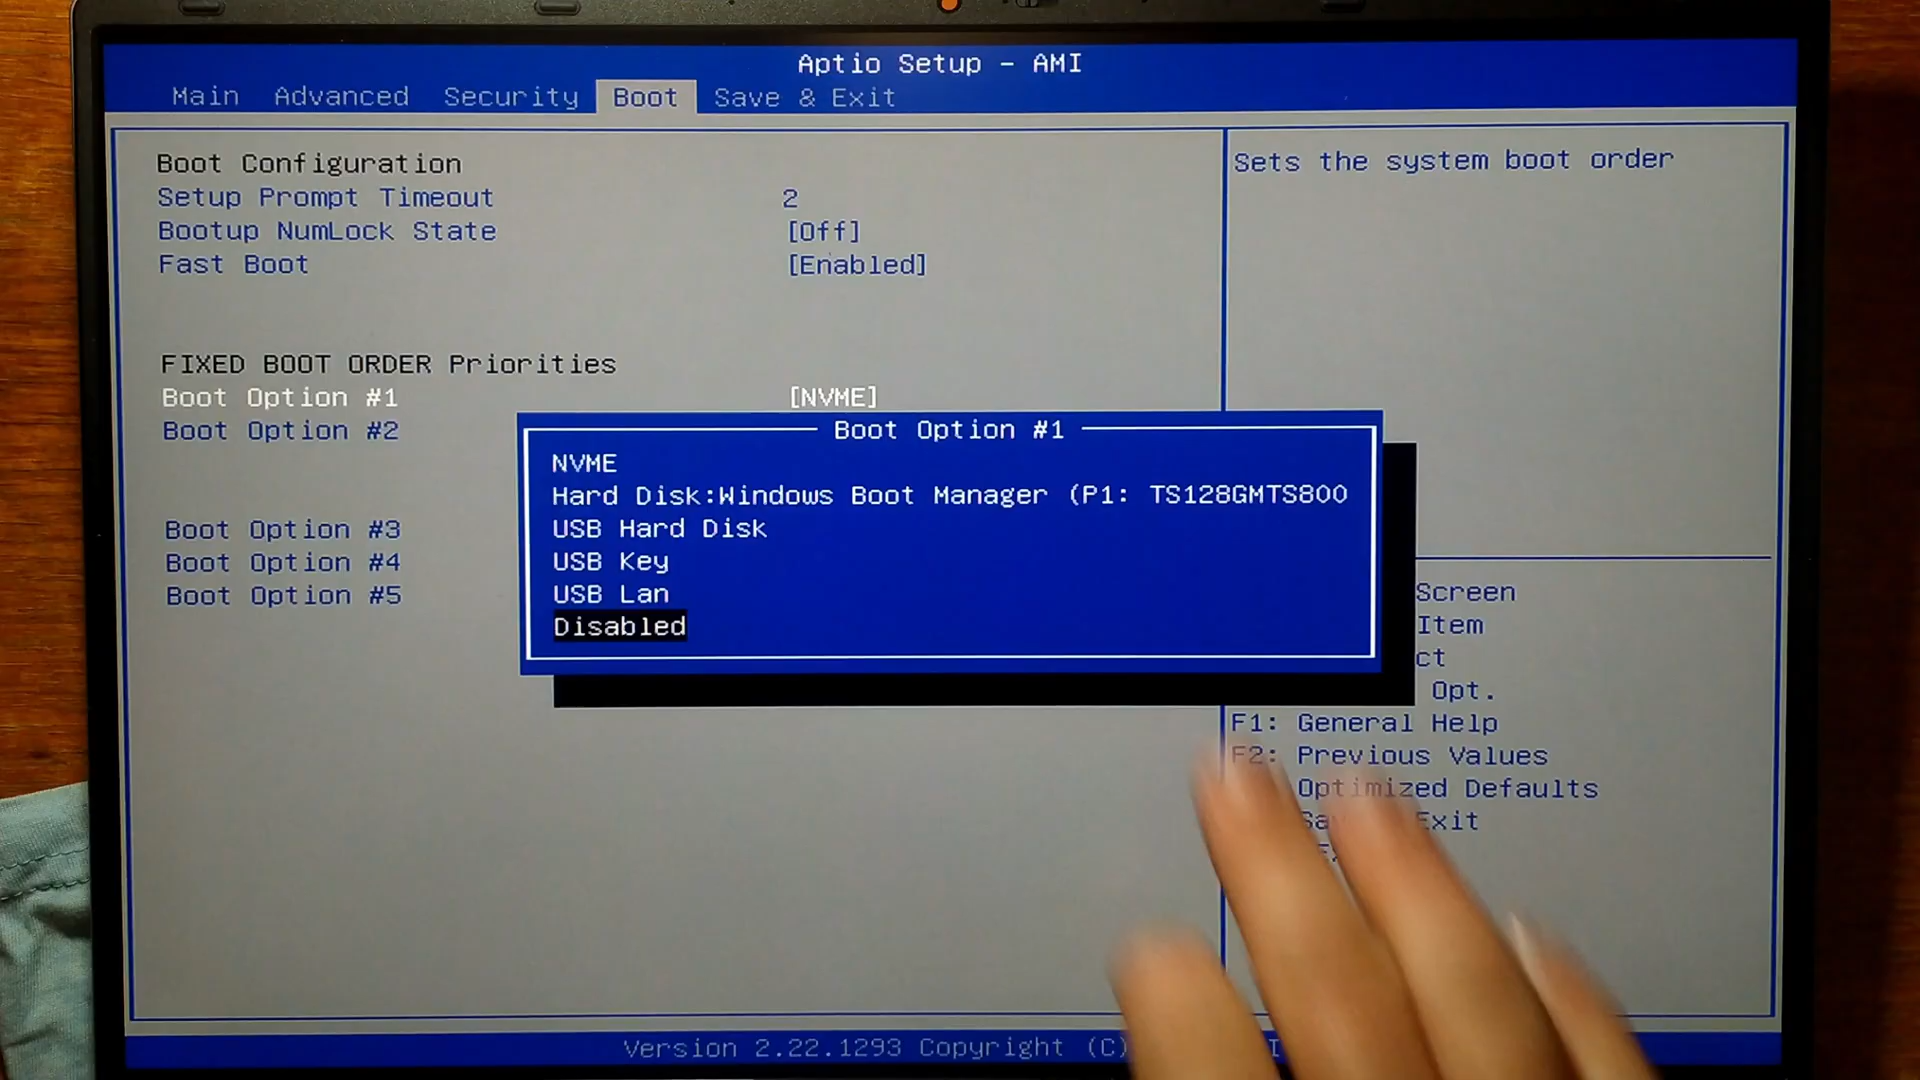 Aptio Setup – AMI
Main Advanced Security Boot Save & Exit
Boot Configuration
Setup Prompt Timeout 2
Bootup NumLock State [Off]
Fast Boot [Enabled]
FIXED BOOT ORDER Priorities
Boot Option #1 [NVME]
Boot Option #2
Boot Option #3
Boot Option #4
Boot Option #5
Boot Option #1
NVME
Hard Disk:Windows Boot Manager (P1: TS128GMTS800
USB Hard Disk
USB Key
USB Lan
Disabled
Sets the system boot order
Screen
Item
ct
Opt.
F1: General Help
F2: Previous Values
Optimized Defaults
Exit
Version 2.22.1293 Copyright (C)